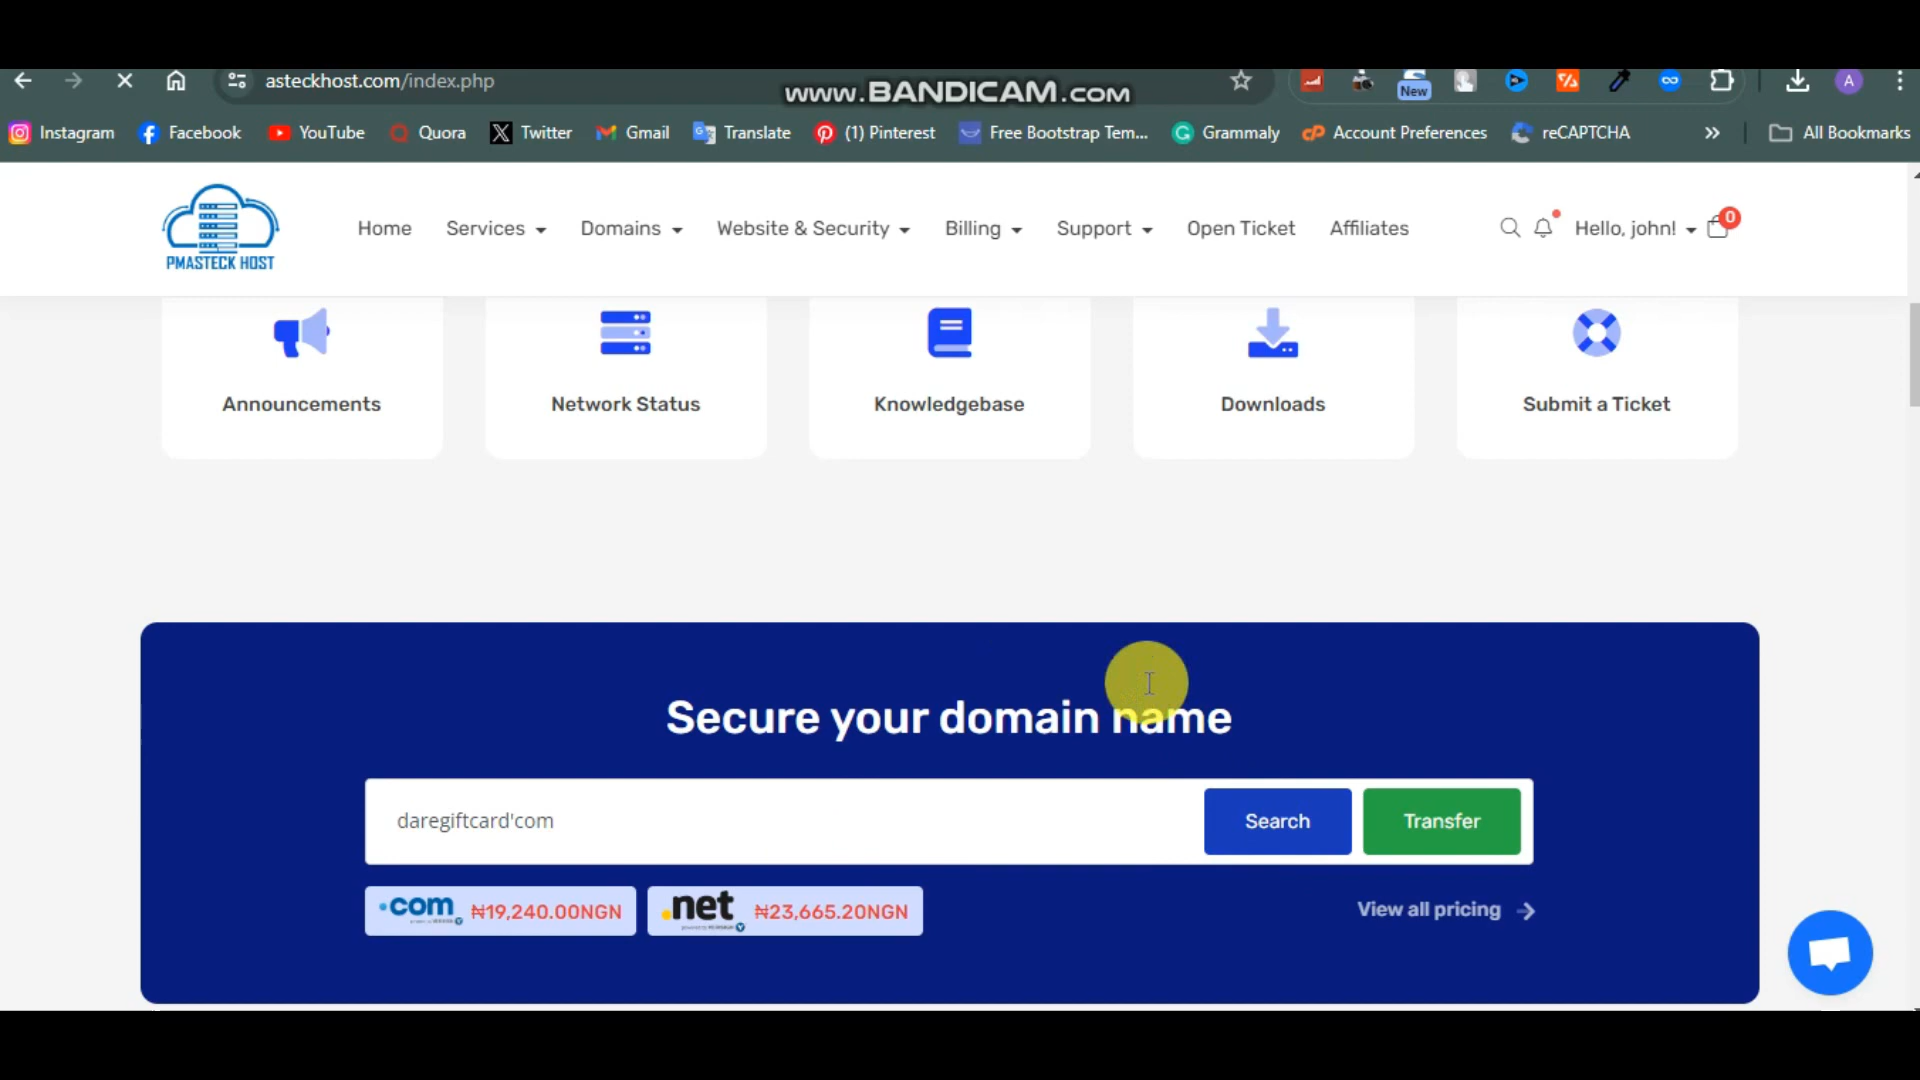 asteckhost.com/index.php
www.BANDICAM.com
New
A
Instagram
Facebook
YouTube
Quora
Twitter
Gmail
Translate
(1) Pinterest
Free Bootstrap Tem...
Grammaly
Account Preferences
reCAPTCHA
All Bookmarks
PMASTECK HOST
Home
Services
Domains
Website & Security
Billing
Support
Open Ticket
Affiliates
Hello, john!
0
Announcements
Network Status
Knowledgebase
Downloads
Submit a Ticket
Secure your domain name
daregiftcard'com
Search
Transfer
.com ₦19,240.00NGN
.net ₦23,665.20NGN
View all pricing